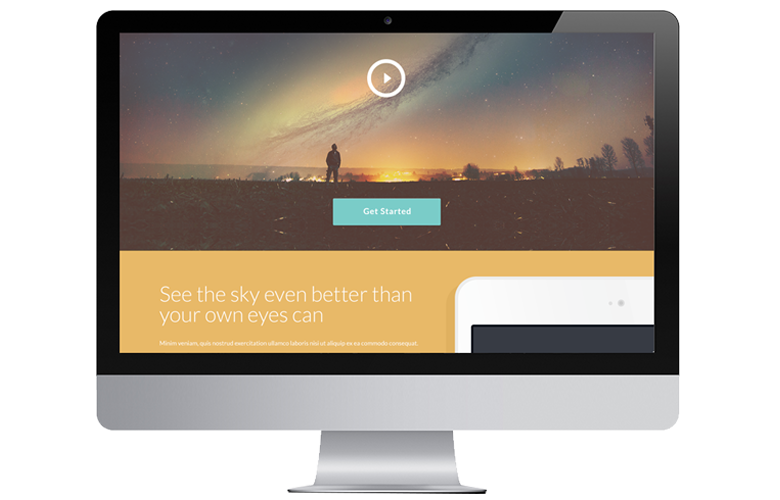 Get Started
See the sky even better than
your own eyes can
Minim veniam, quis nostrud exercitation ullamco laboris nisi ut aliquip ex ea commodo consequat.